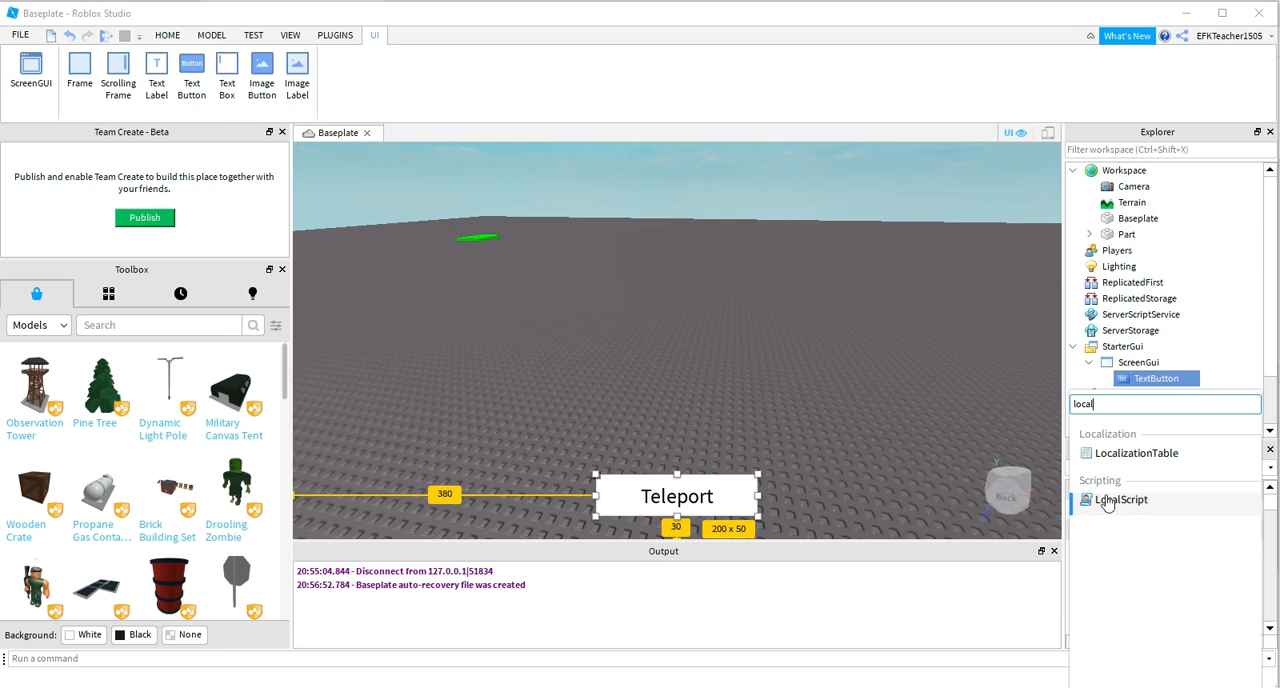 Baseplate - Roblox Studio
FILE HOME MODEL TEST VIEW PLUGINS UI What's New EFKTeacher1505
ScreenGUI
Frame
Scrolling
Frame
Text
Label
Button
Text
Button
Text
Box
Image
Button
Image
Label
Team Create - Beta
Publish and enable Team Create to build this place together with
your friends.
Publish
Toolbox
Models Search
Observation
Tower
Pine Tree
Dynamic
Light Pole
Military
Canvas Tent
Wooden
Crate
Propane
Gas Conta...
Brick
Building Set
Drooling
Zombie
Background: White Black None
Run a command
Baseplate
UI
380
Teleport
30
200 x 50
Y
Back
Output
20:55:04.844 - Disconnect from 127.0.0.1|51834
20:56:52.784 - Baseplate auto-recovery file was created
Explorer
Filter workspace (Ctrl+Shift+X)
Workspace
Camera
Terrain
Baseplate
Part
Players
Lighting
ReplicatedFirst
ReplicatedStorage
ServerScriptService
ServerStorage
StarterGui
ScreenGui
TextButton
local
Localization
LocalizationTable
Scripting
LocalScript